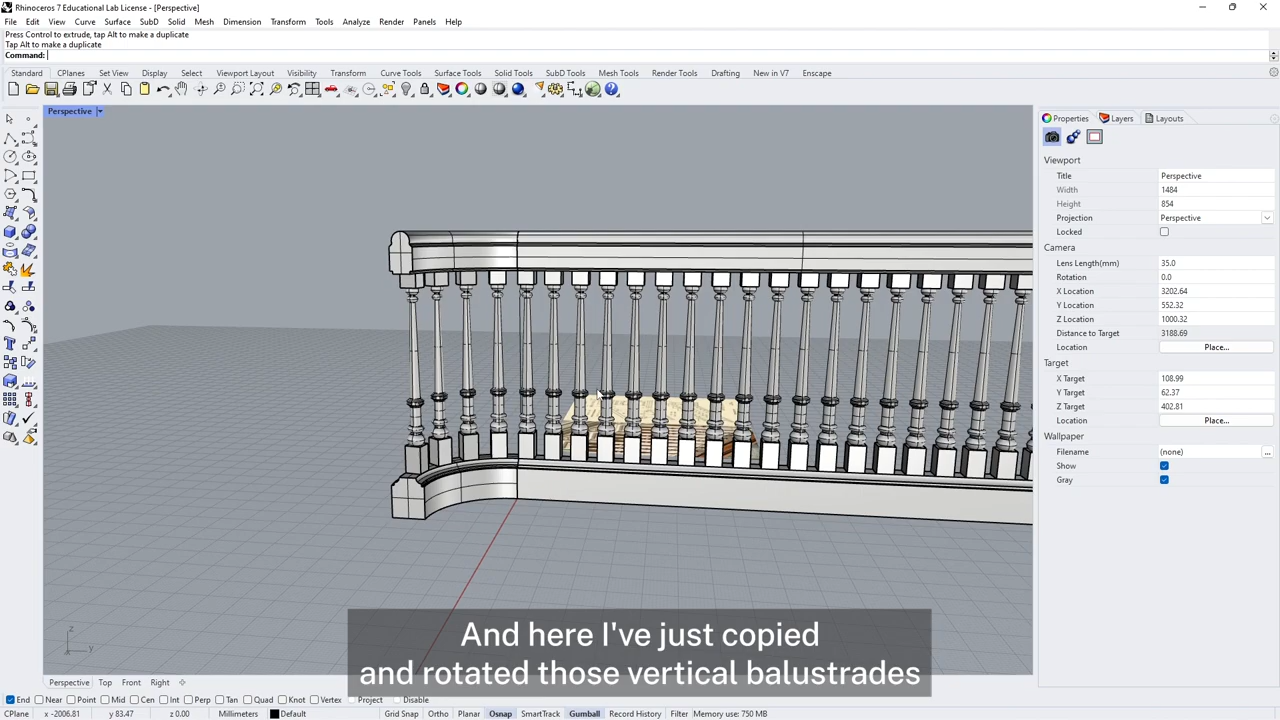 Rhinoceros 7 Educational Lab License - [Perspective]
File Edit View Curve Surface SubD Solid Mesh Dimension Transform Tools Analyze Render Panels Help
Press Control to extrude, tap Alt to make a duplicate
Tap Alt to make a duplicate
Command:
Standard CPlanes Set View Display Select Viewport Layout Visibility Transform Curve Tools Surface Tools Solid Tools SubD Tools Mesh Tools Render Tools Drafting New in V7 Enscape
Perspective
Properties Layers Layouts
Viewport
Title Perspective
Width 1484
Height 854
Projection Perspective
Locked
Camera
Lens Length(mm) 35.0
Rotation 0.0
X Location 3202.64
Y Location 552.32
Z Location 1000.32
Distance to Target 3188.69
Location Place...
Target
X Target 108.99
Y Target 62.37
Z Target 402.81
Location Place...
Wallpaper
Filename (none) ...
Show
Gray
z
y
And here I've just copied
and rotated those vertical balustrades
Perspective Top Front Right
End Near Point Mid Cen Int Perp Tan Quad Knot Vertex Project Disable
CPlane x -2006.81 y 83.47 z 0.00 Millimeters Default Grid Snap Ortho Planar Osnap SmartTrack Gumball Record History Filter Memory use: 750 MB